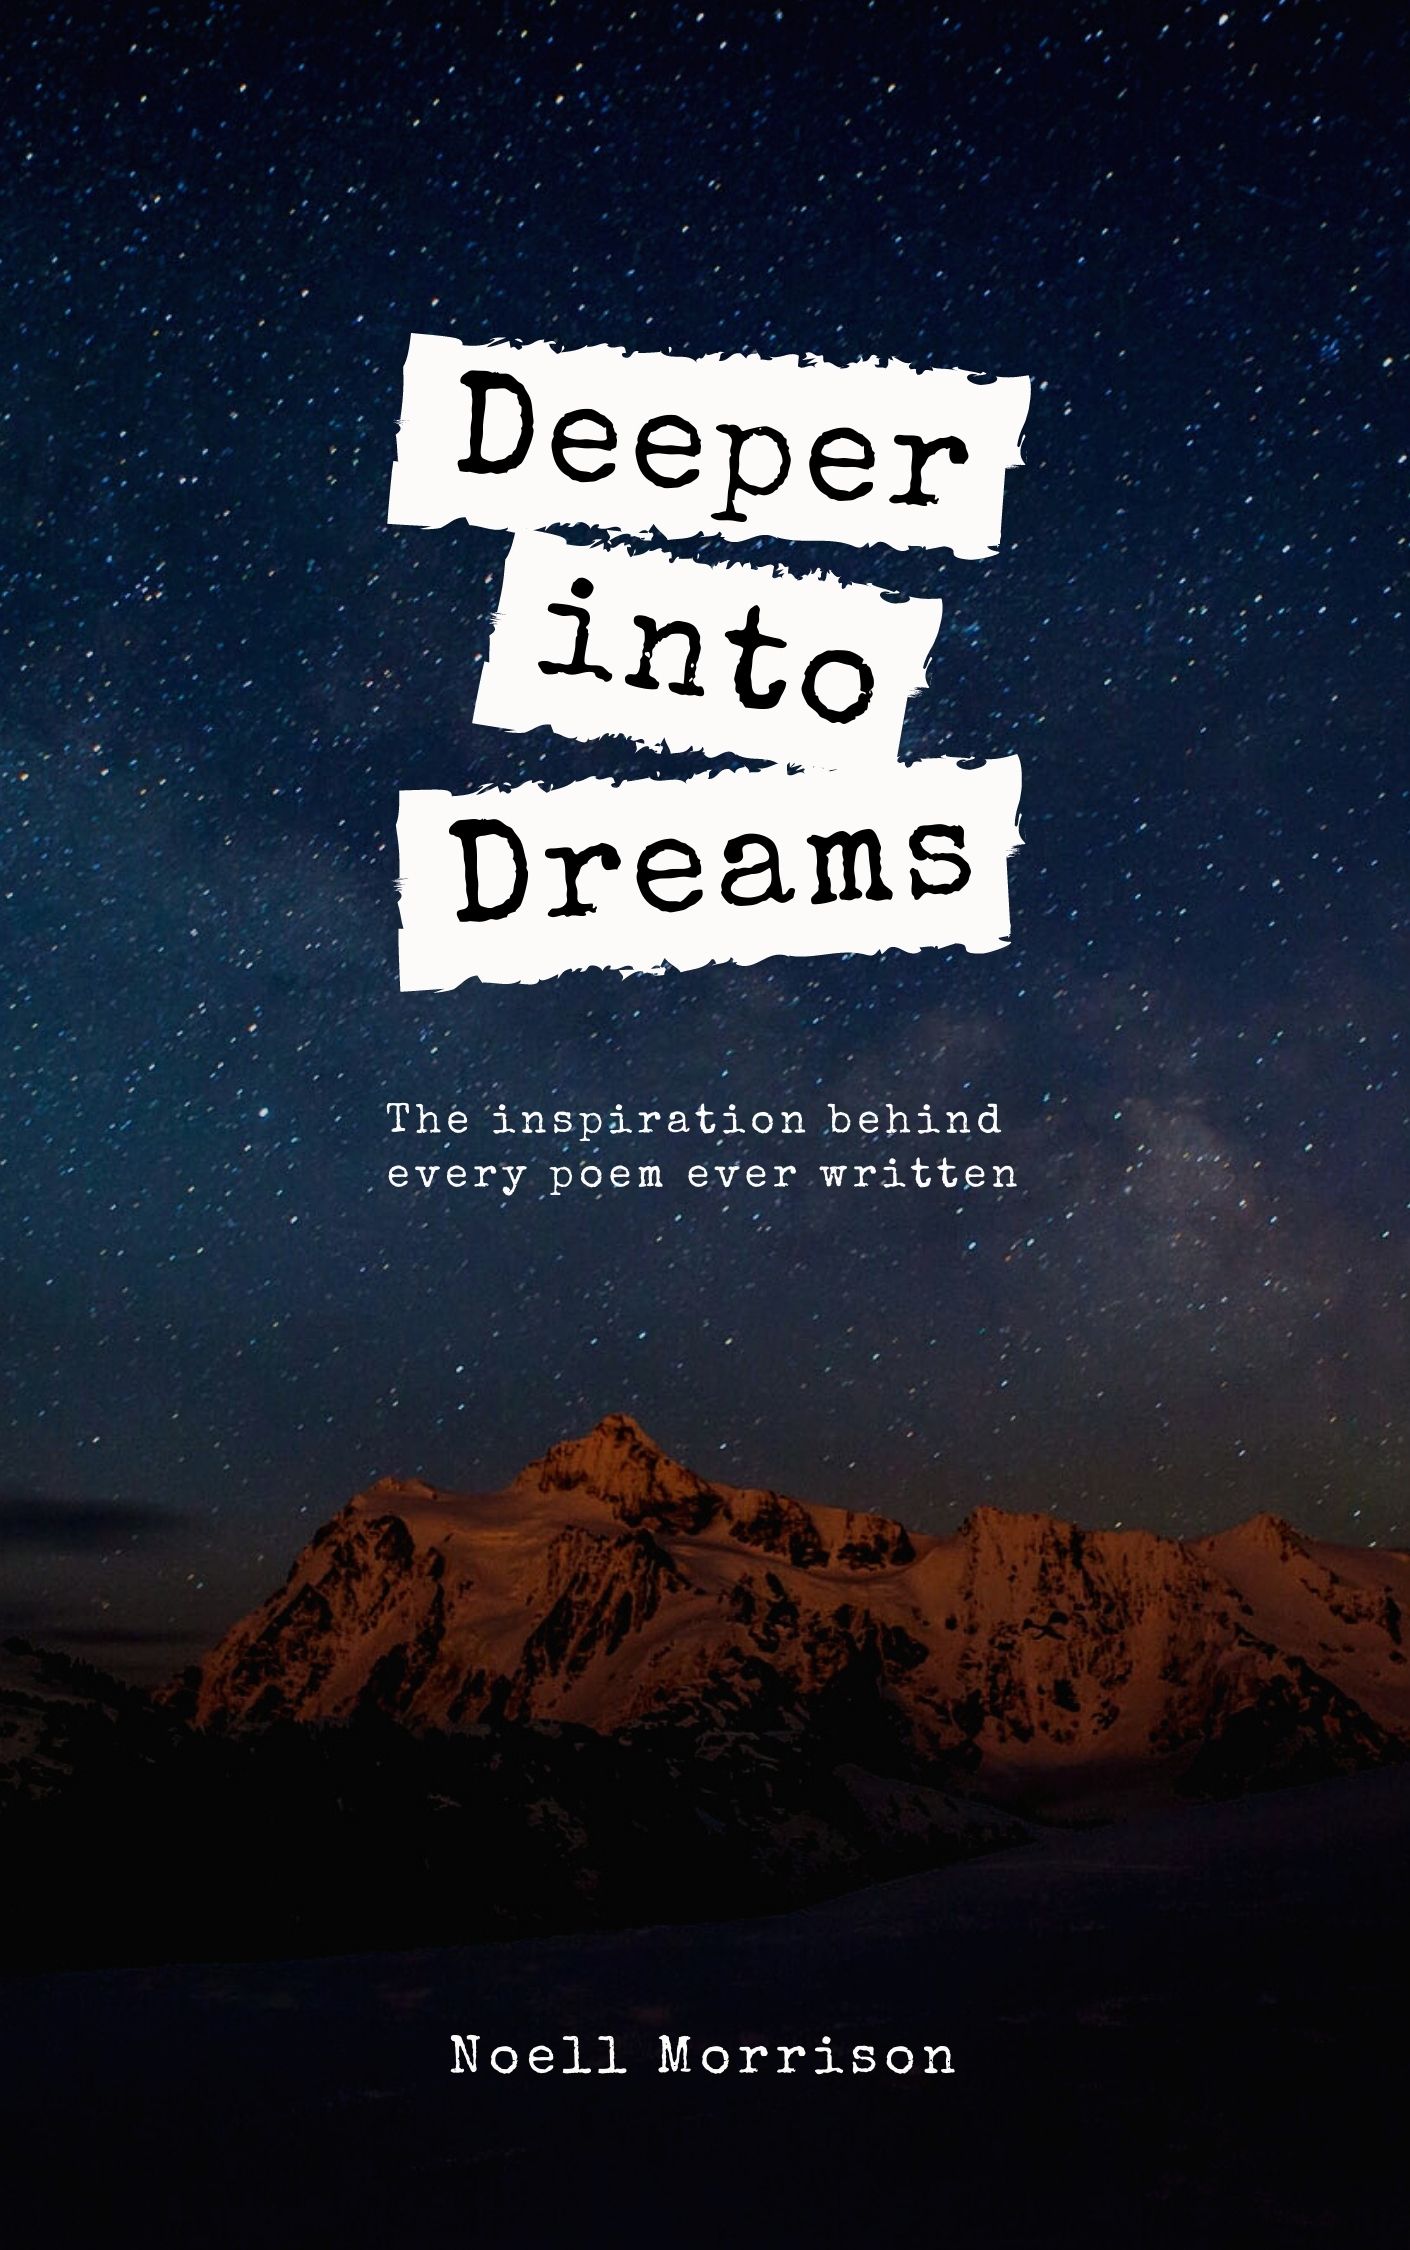 Deeper
into
Dreams
The inspiration behind
every poem ever written
Noell Morrison